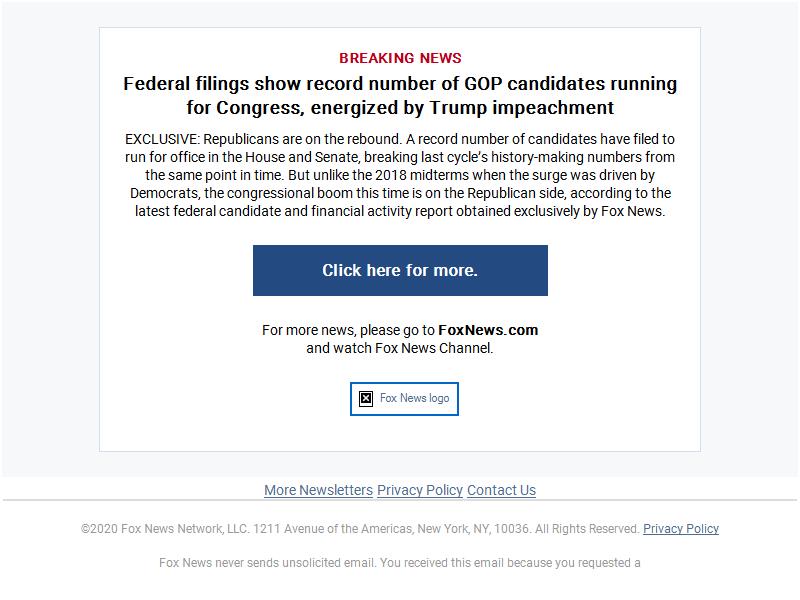 BREAKING NEWS
Federal filings show record number of GOP candidates running
for Congress, energized by Trump impeachment
EXCLUSIVE: Republicans are on the rebound. A record number of candidates have filed to
run for office in the House and Senate, breaking last cycle’s history-making numbers from
the same point in time. But unlike the 2018 midterms when the surge was driven by
Democrats, the congressional boom this time is on the Republican side, according to the
latest federal candidate and financial activity report obtained exclusively by Fox News.
Click here for more.
For more news, please go to FoxNews.com
and watch Fox News Channel.
Fox News logo
More Newsletters Privacy Policy Contact Us
©2020 Fox News Network, LLC. 1211 Avenue of the Americas, New York, NY, 10036. All Rights Reserved. Privacy Policy
Fox News never sends unsolicited email. You received this email because you requested a